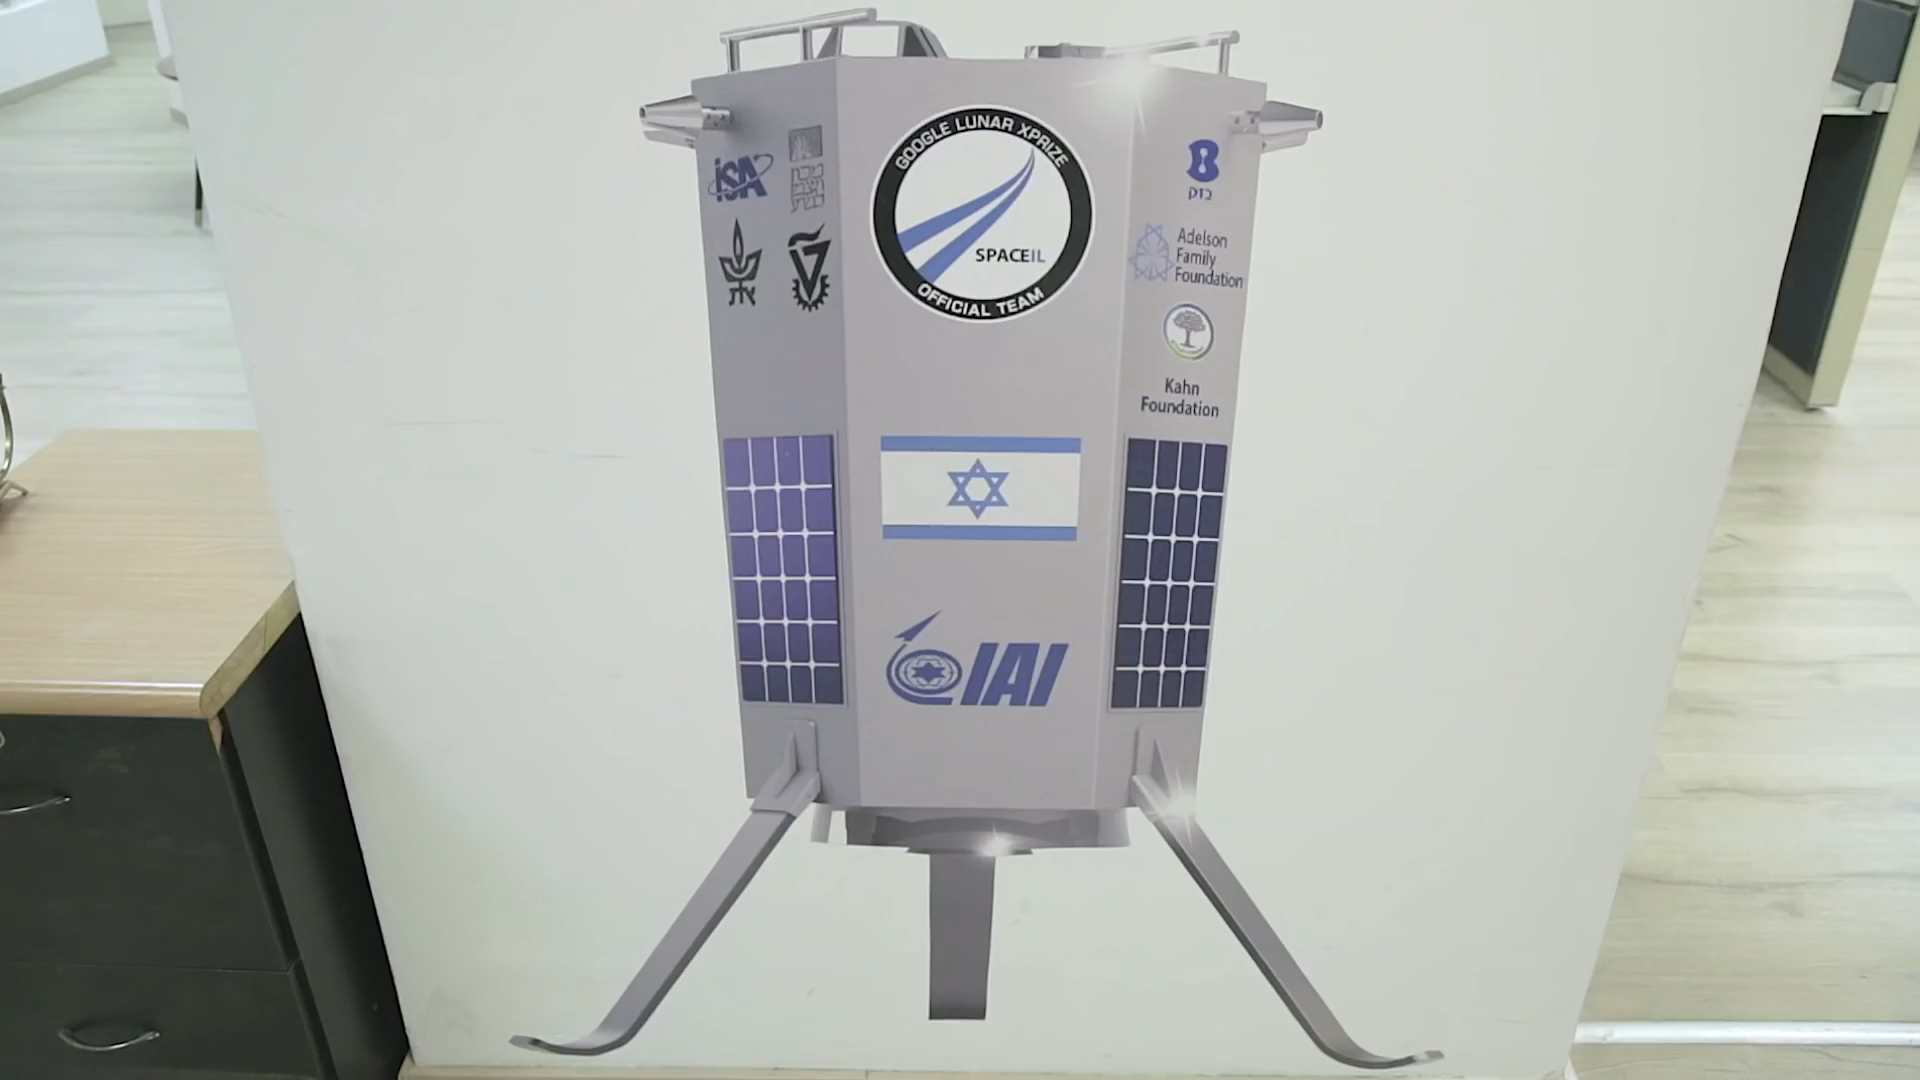 GOOGLE LUNAR XPRIZE
SPACEIL
OFFICIAL TEAM
ISA
בזק
Adelson
Family
Foundation
Kahn
Foundation
IAI